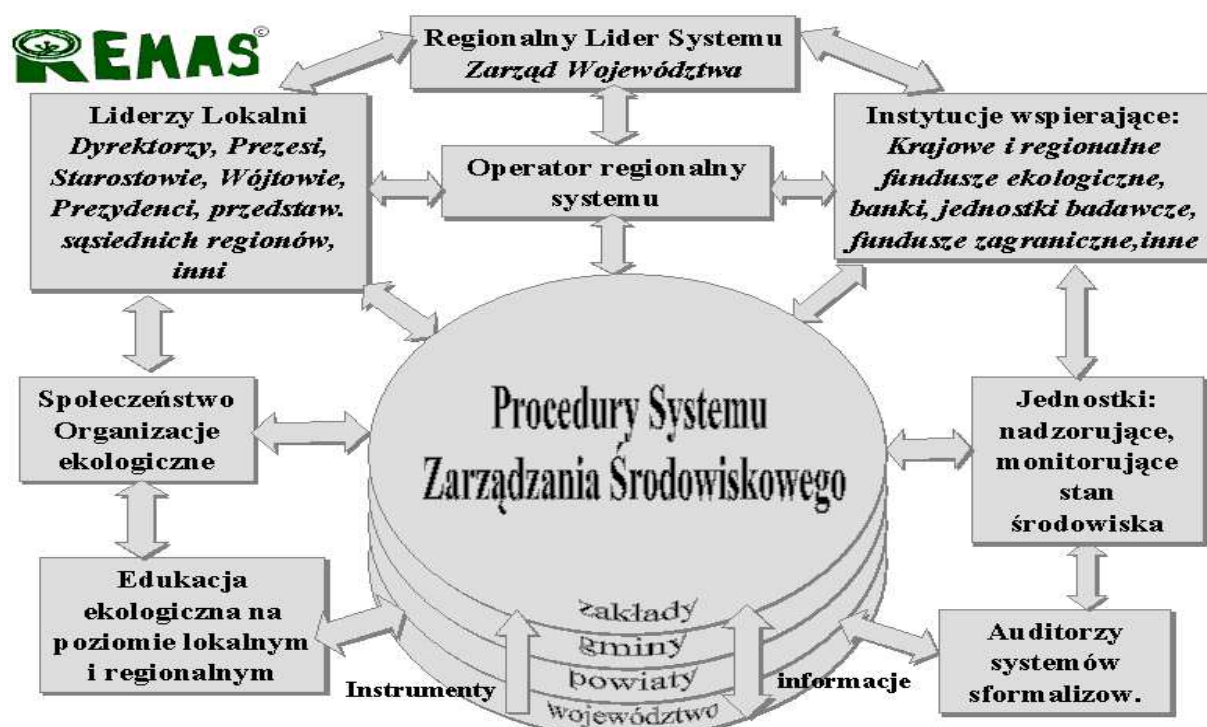 REMAS©
Regionalny Lider Systemu
Zarząd Województwa
Liderzy Lokalni
Dyrektorzy, Prezesi,
Starostowie, Wójtowie,
Prezydenci, przedstaw.
sąsiednich regionów,
inni
Operator regionalny
systemu
Instytucje wspierające:
Krajowe i regionalne
fundusze ekologiczne,
banki, jednostki badawcze,
fundusze zagraniczne,inne
Społeczeństwo
Organizacje
ekologiczne
Procedury Systemu
Zarządzania Środowiskowego
Jednostki:
nadzorujące,
monitorujące
stan
środowiska
Edukacja
ekologiczna na
poziomie lokalnym
i regionalnym
zakłady
gminy
powiaty
województwo
Instrumenty
informacje
Auditorzy
systemów
sformalizow.